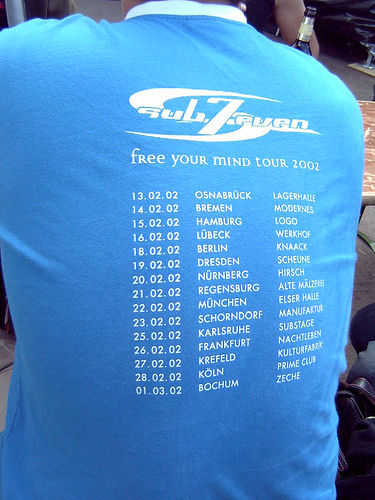 sub7even
free your mind tour 2002
13.02.02 OSNABRÜCK LAGERHALLE
14.02.02 BREMEN MODERNES
15.02.02 HAMBURG LOGO
16.02.02 LÜBECK WERKHOF
18.02.02 BERLIN KNAACK
19.02.02 DRESDEN SCHEUNE
20.02.02 NÜRNBERG HIRSCH
21.02.02 REGENSBURG ALTE MÄLZEREI
22.02.02 MÜNCHEN ELSER HALLE
23.02.02 SCHORNDORF MANUFAKTUR
25.02.02 KARLSRUHE SUBSTAGE
26.02.02 FRANKFURT NACHTLEBEN
27.02.02 KREFELD KULTURFABRIK
28.02.02 KÖLN PRIME CLUB
01.03.02 BOCHUM ZECHE